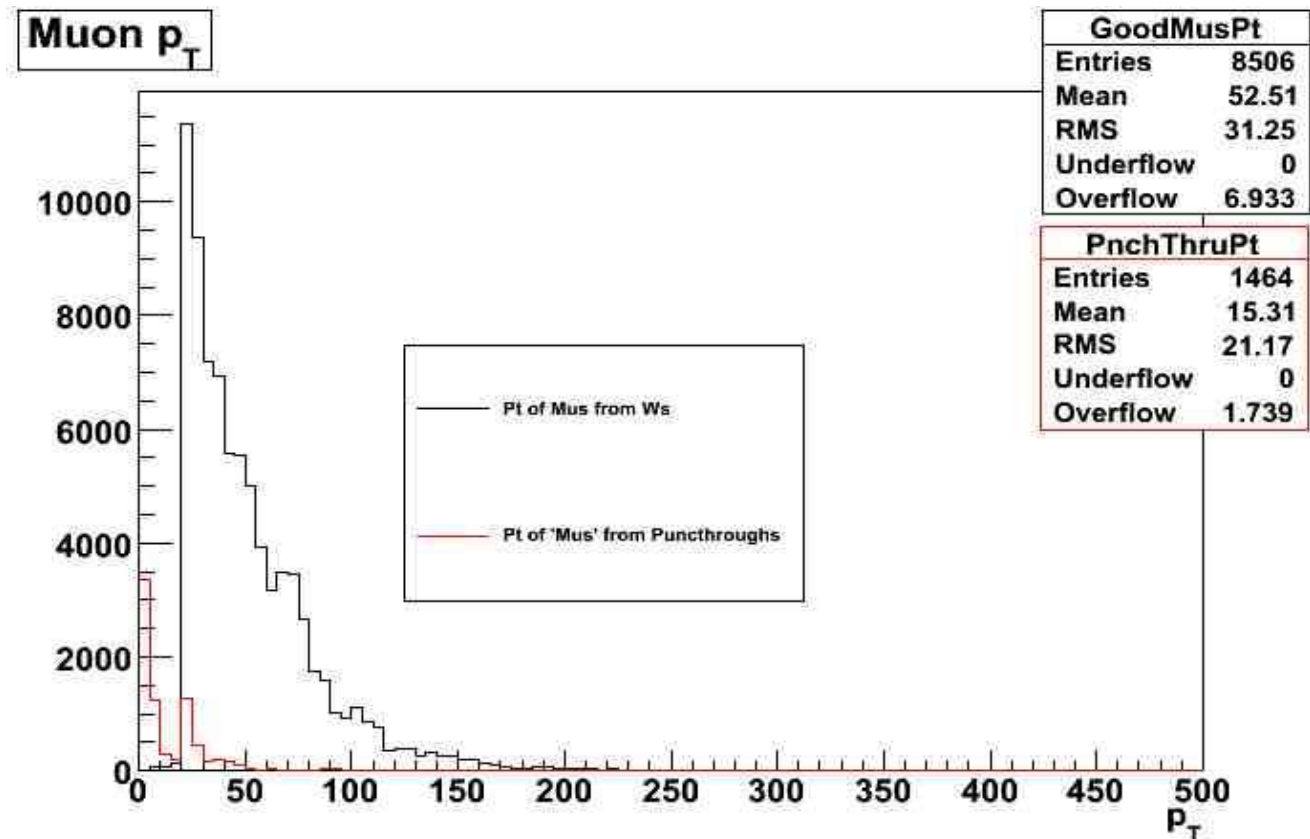 Muon pT
GoodMusPt
Entries 8506
Mean 52.51
RMS 31.25
Underflow 0
Overflow 6.933
PnchThruPt
Entries 1464
Mean 15.31
RMS 21.17
Underflow 0
Overflow 1.739
10000
8000
6000
4000
2000
0
Pt of Mus from Ws
Pt of 'Mus' from Puncthroughs
0 50 100 150 200 250 300 350 400 450 500
pT